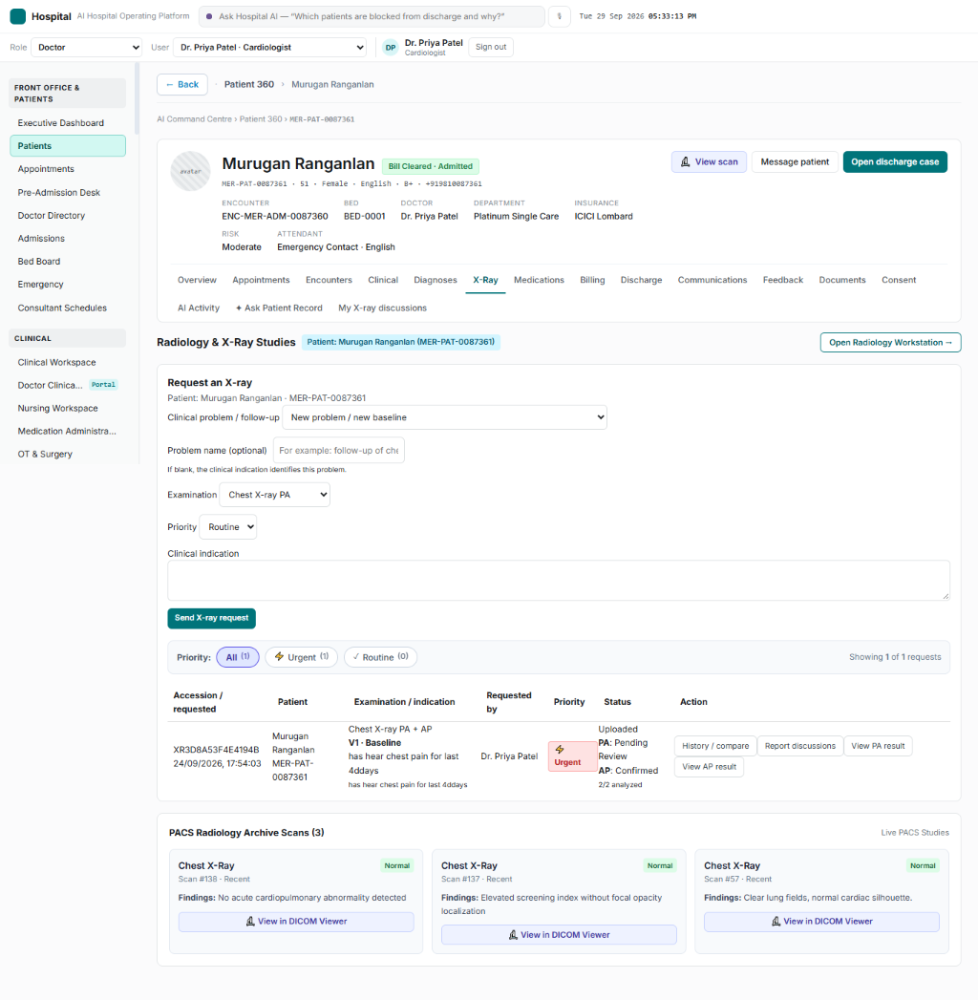 Hospital AI Hospital Operating Platform Ask Hospital AI — "Which patients are blocked from discharge and why?" Tue 29 Sep 2026 05:33:13 PM
Role Doctor User Dr. Priya Patel · Cardiologist DP Dr. Priya Patel Cardiologist Sign out
FRONT OFFICE & PATIENTS
Executive Dashboard
Patients
Appointments
Pre-Admission Desk
Doctor Directory
Admissions
Bed Board
Emergency
Consultant Schedules
CLINICAL
Clinical Workspace
Doctor Clinica... Portal
Nursing Workspace
Medication Administra...
OT & Surgery
← Back · Patient 360 › Murugan Ranganlan
AI Command Centre › Patient 360 › MER-PAT-0087361
avatar
Murugan Ranganlan Bill Cleared · Admitted
View scan Message patient Open discharge case
MER-PAT-0087361 · 51 · Female · English · B+ · +919810087361
ENCOUNTER BED DOCTOR DEPARTMENT INSURANCE
ENC-MER-ADM-0087360 BED-0001 Dr. Priya Patel Platinum Single Care ICICI Lombard
RISK ATTENDANT
Moderate Emergency Contact · English
Overview Appointments Encounters Clinical Diagnoses X-Ray Medications Billing Discharge Communications Feedback Documents Consent
AI Activity ✦ Ask Patient Record My X-ray discussions
Radiology & X-Ray Studies Patient: Murugan Ranganlan (MER-PAT-0087361) Open Radiology Workstation →
Request an X-ray
Patient: Murugan Ranganlan · MER-PAT-0087361
Clinical problem / follow-up New problem / new baseline
Problem name (optional) For example: follow-up of che
If blank, the clinical indication identifies this problem.
Examination Chest X-ray PA
Priority Routine
Clinical indication
Send X-ray request
Priority: All (1) Urgent (1) ✓ Routine (0) Showing 1 of 1 requests
Accession / requested Patient Examination / indication Requested by Priority Status Action
XR3D8A53F4E4194B
24/09/2026, 17:54:03
Murugan
Ranganlan
MER-PAT-
0087361
Chest X-ray PA + AP
V1 · Baseline
has hear chest pain for last
4ddays
has hear chest pain for last 4ddays
Dr. Priya Patel
Urgent
Uploaded
PA: Pending
Review
AP: Confirmed
2/2 analyzed
History / compare Report discussions View PA result
View AP result
PACS Radiology Archive Scans (3) Live PACS Studies
Chest X-Ray Normal
Scan #138 · Recent
Findings: No acute cardiopulmonary abnormality detected
View in DICOM Viewer
Chest X-Ray Normal
Scan #137 · Recent
Findings: Elevated screening index without focal opacity
localization
View in DICOM Viewer
Chest X-Ray Normal
Scan #57 · Recent
Findings: Clear lung fields, normal cardiac silhouette.
View in DICOM Viewer